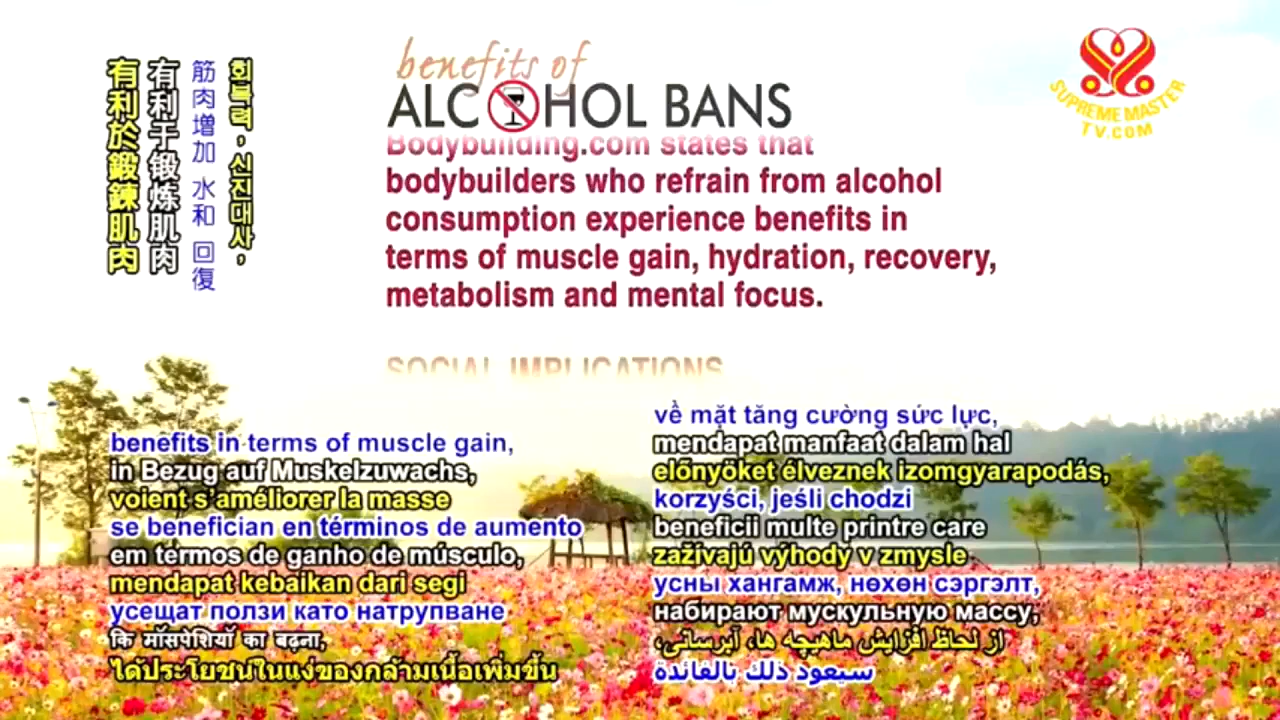 benefits of
ALCOHOL BANS
SUPREME MASTER
TV.COM
Bodybuilding.com states that
bodybuilders who refrain from alcohol
consumption experience benefits in
terms of muscle gain, hydration, recovery,
metabolism and mental focus.
SOCIAL IMPLICATIONS
회복력, 신진대사,
筋肉増加 水和 回復
有利于锻炼肌肉
有利於鍛鍊肌肉
benefits in terms of muscle gain,
in Bezug auf Muskelzuwachs,
voient s'améliorer la masse
se benefician en términos de aumento
em termos de ganho de músculo,
mendapat kebaikan dari segi
усещат ползи като натрупване
कि माँसपेशियाँ का बढ़ना,
ได้ประโยชน์ในแง่ของกล้ามเนื้อเพิ่มขึ้น
về mặt tăng cường sức lực,
mendapat manfaat dalam hal
előnyöket élveznek izomgyarapodás,
korzyści, jeśli chodzi
beneficii multe printre care
zažívajú výhody v zmysle
усны хангамж, нөхөн сэргэлт,
набирают мускульную массу,
از لحاظ افزایش ماهیچه ها، آبرسانی،
سيعود ذلك بالفائدة